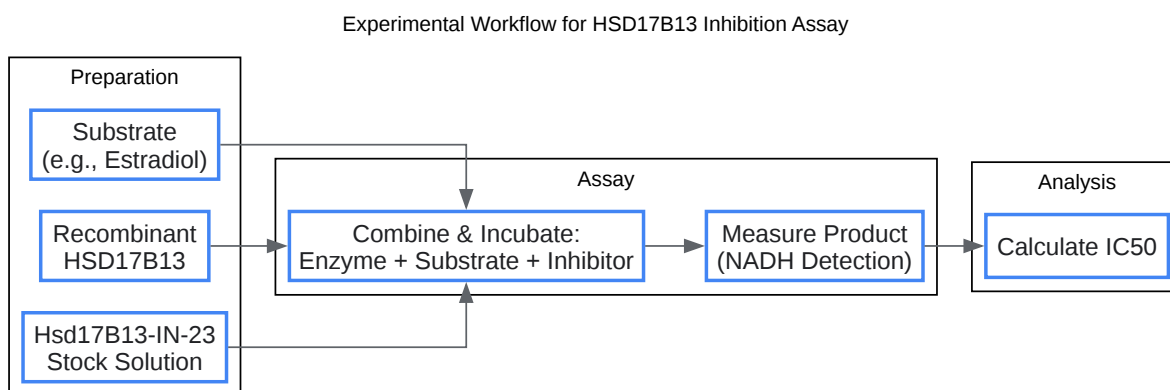 Experimental Workflow for HSD17B13 Inhibition Assay
Preparation
Substrate
(e.g., Estradiol)
Recombinant
HSD17B13
Hsd17B13-IN-23
Stock Solution
Assay
Combine & Incubate:
Enzyme + Substrate + Inhibitor
Measure Product
(NADH Detection)
Analysis
Calculate IC50